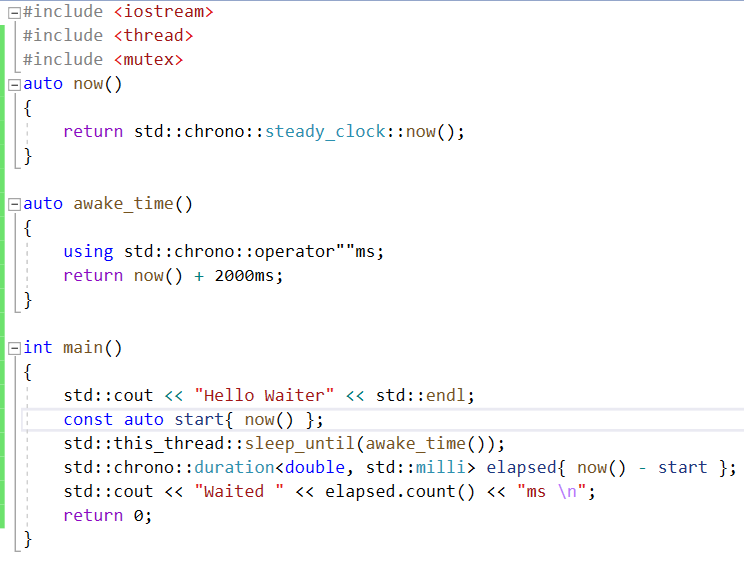 #include <iostream>
#include <thread>
#include <mutex>
auto now()
{
    return std::chrono::steady_clock::now();
}

auto awake_time()
{
    using std::chrono::operator""ms;
    return now() + 2000ms;
}

int main()
{
    std::cout << "Hello Waiter" << std::endl;
    const auto start{ now() };
    std::this_thread::sleep_until(awake_time());
    std::chrono::duration<double, std::milli> elapsed{ now() - start };
    std::cout << "Waited " << elapsed.count() << "ms \n";
    return 0;
}